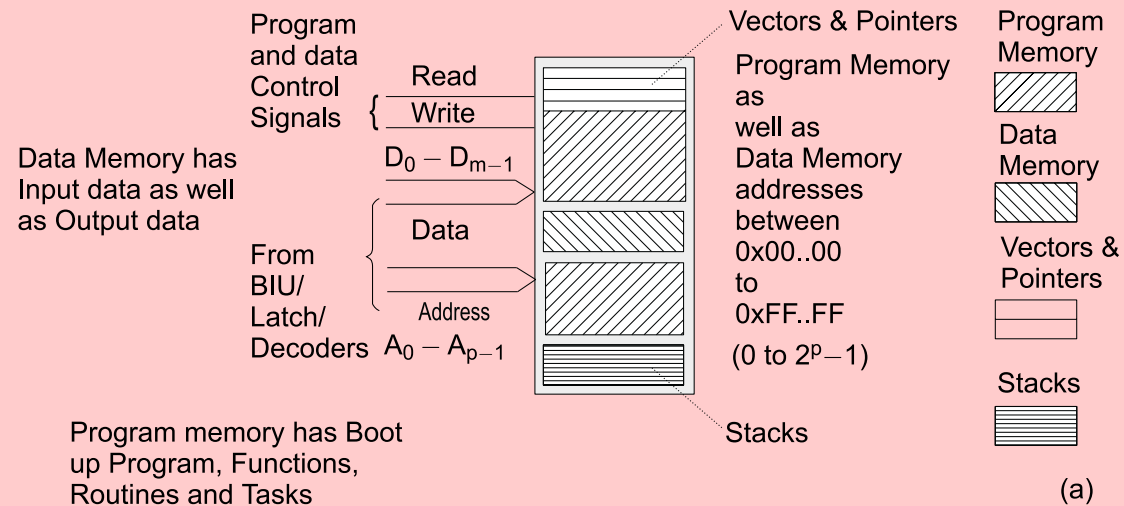 Program
and data
Control
Signals
{
Read
Write
D₀ – Dₘ₋₁
Data
Data Memory has
Input data as well
as Output data
From
BIU/
Latch/
Decoders
Address
A₀ – Aₚ₋₁
Program memory has Boot
up Program, Functions,
Routines and Tasks
Vectors & Pointers
Program Memory
as
well as
Data Memory
addresses
between
0x00..00
to
0xFF..FF
(0 to 2ᵖ–1)
Stacks
Program
Memory
Data
Memory
Vectors &
Pointers
Stacks
(a)